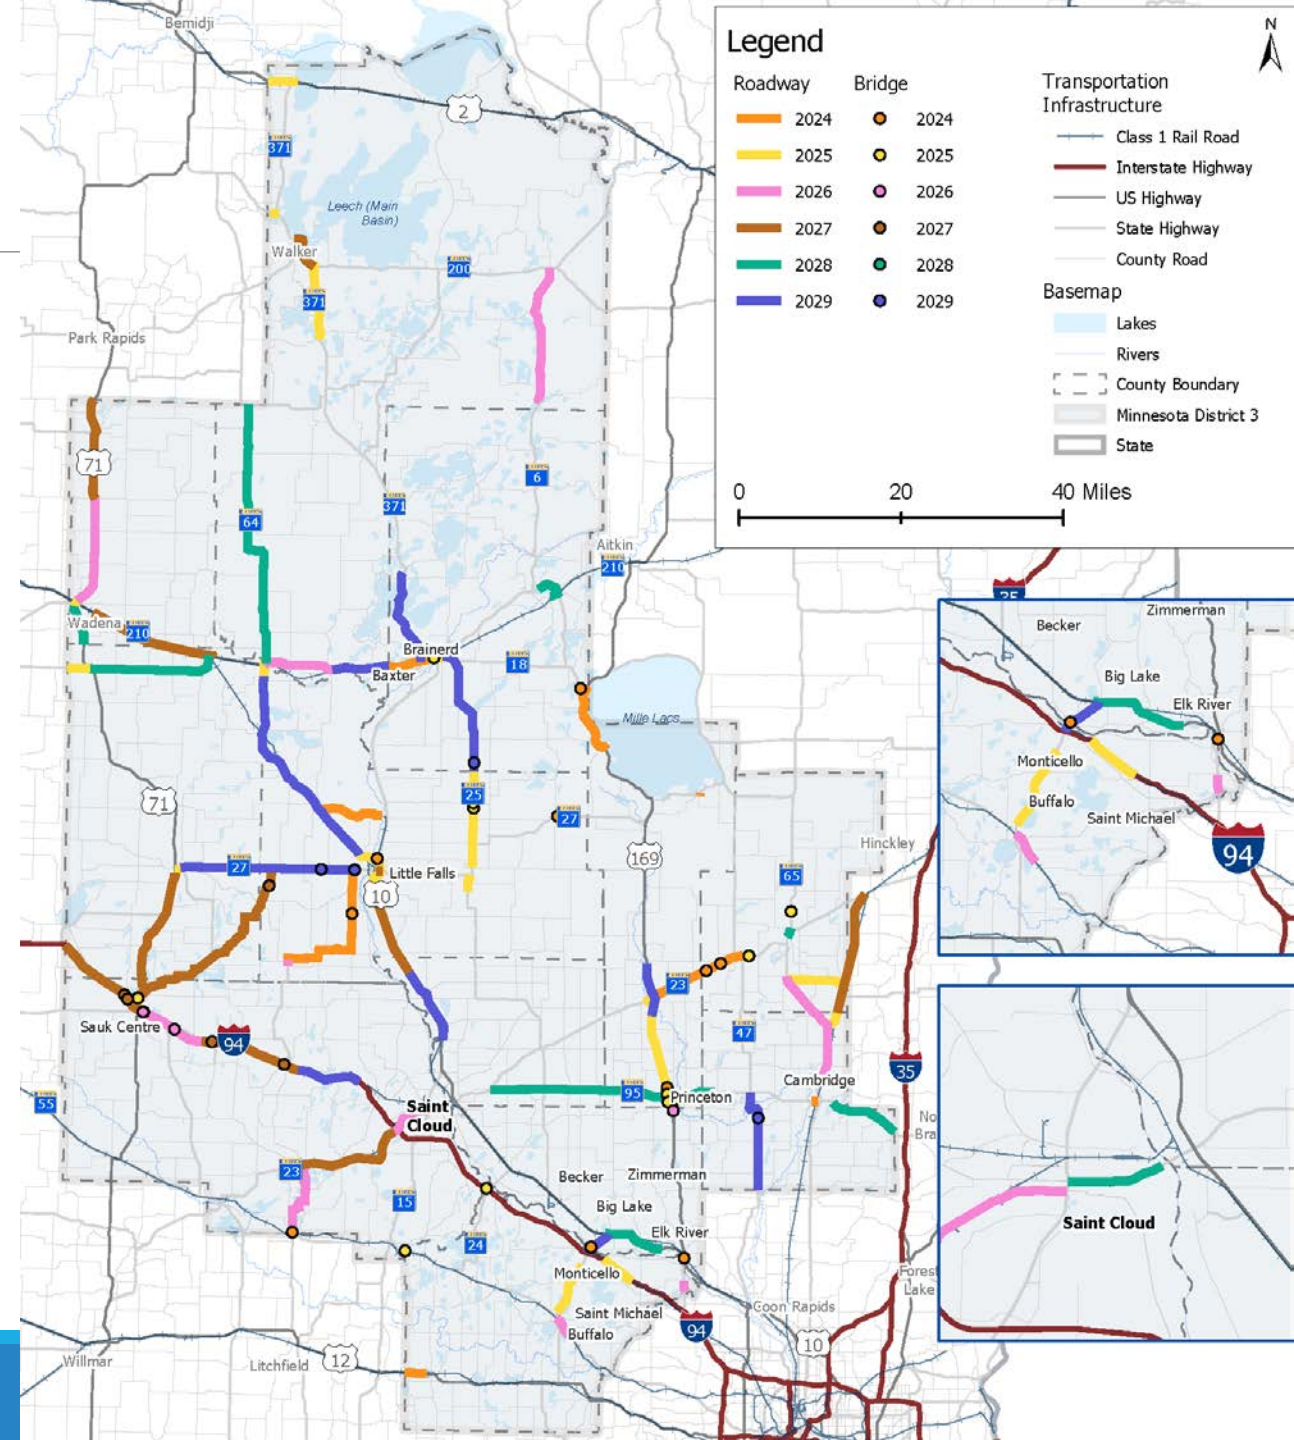 Bemidji
2
371
Leech (Main
Basin)
Walker
200
371
Park Rapids
71
64
371
6
Aitkin
210
Wadena
210
Brainerd
18
Baxter
Mille Lacs
71
25
27
169
Hinckley
65
27
Little Falls
10
23
Sauk Centre
94
47
35
Cambridge
55
95
Princeton
Saint
Cloud
23
15
Becker
Zimmerman
Big Lake
24
Elk River
Monticello
Saint Michael
Buffalo
94
Coon Rapids
10
Forest
Lake
Willmar
Litchfield
12
Legend
N
Roadway
Bridge
2024
2024
2025
2025
2026
2026
2027
2027
2028
2028
2029
2029
Transportation
Infrastructure
Class 1 Rail Road
Interstate Highway
US Highway
State Highway
County Road
Basemap
Lakes
Rivers
County Boundary
Minnesota District 3
State
0 20 40 Miles
35
Zimmerman
Becker
Big Lake
Elk River
Monticello
Buffalo
Saint Michael
94
No
Bra
Saint Cloud